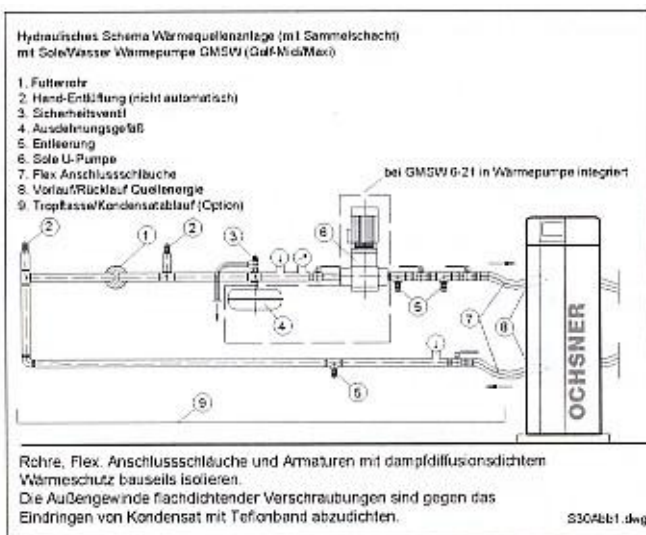 Hydraulisches Schema Wärmequellenanlage (mit Sammelschacht)
mit Sole/Wasser Wärmepumpe GMSW (Golf-Midi/Maxi)
1. Futterrohr
2. Hand-Entlüftung (nicht automatisch)
3. Sicherheitsventil
4. Ausdehnungsgefäß
5. Entleerung
6. Sole U-Pumpe
7. Flex Anschlussschläuche
8. Vorlauf/Rücklauf Quellenergie
9. Tropftasse/Kondensatablauf (Option)
bei GMSW 6-21 in Wärmepumpe integriert
2
1
2
3
6
4
5
7
8
5
9
OCHSNER
Rohre, Flex. Anschlussschläuche und Armaturen mit dampfdiffusionsdichtem
Wärmeschutz bauseits isolieren.
Die Außengewinde flachdichtender Verschraubungen sind gegen das
Eindringen von Kondensat mit Teflonband abzudichten.
S30Abb1.dwg